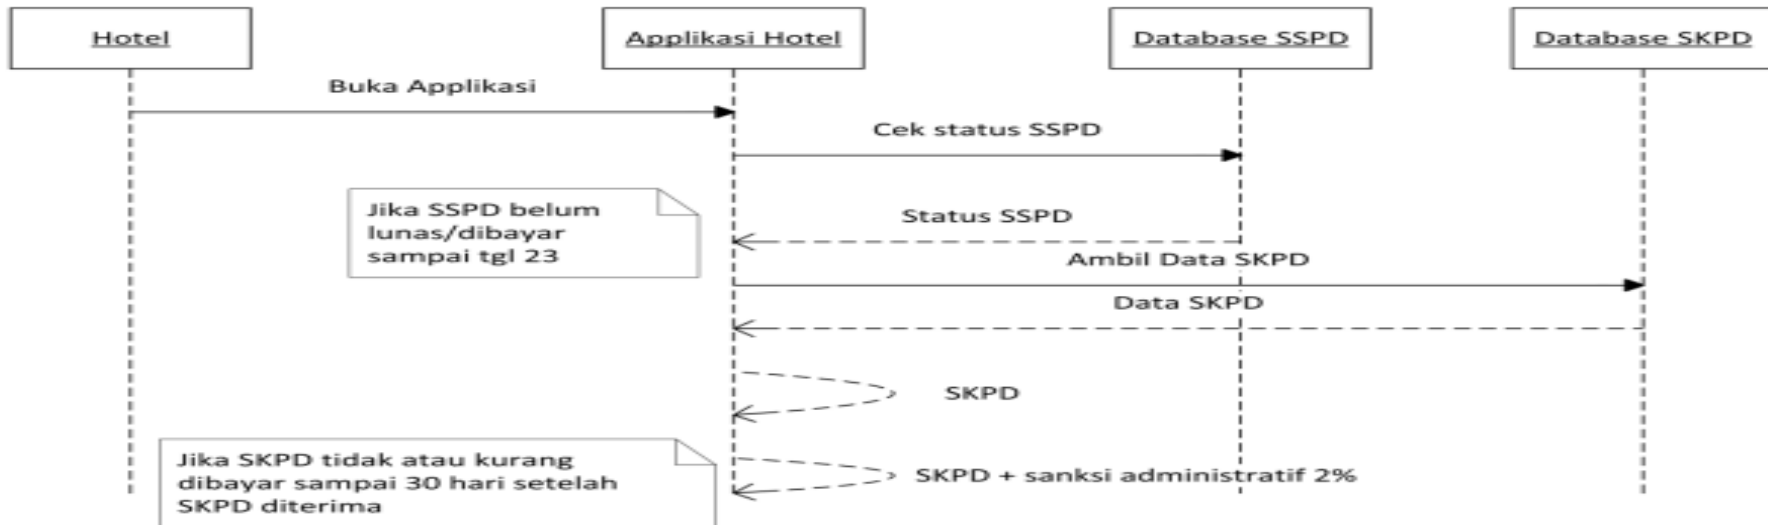 Hotel
Applikasi Hotel
Database SSPD
Database SKPD
Buka Applikasi
Cek status SSPD
Jika SSPD belum
lunas/dibayar
sampai tgl 23
Status SSPD
Ambil Data SKPD
Data SKPD
SKPD
Jika SKPD tidak atau kurang
dibayar sampai 30 hari setelah
SKPD diterima
SKPD + sanksi administratif 2%